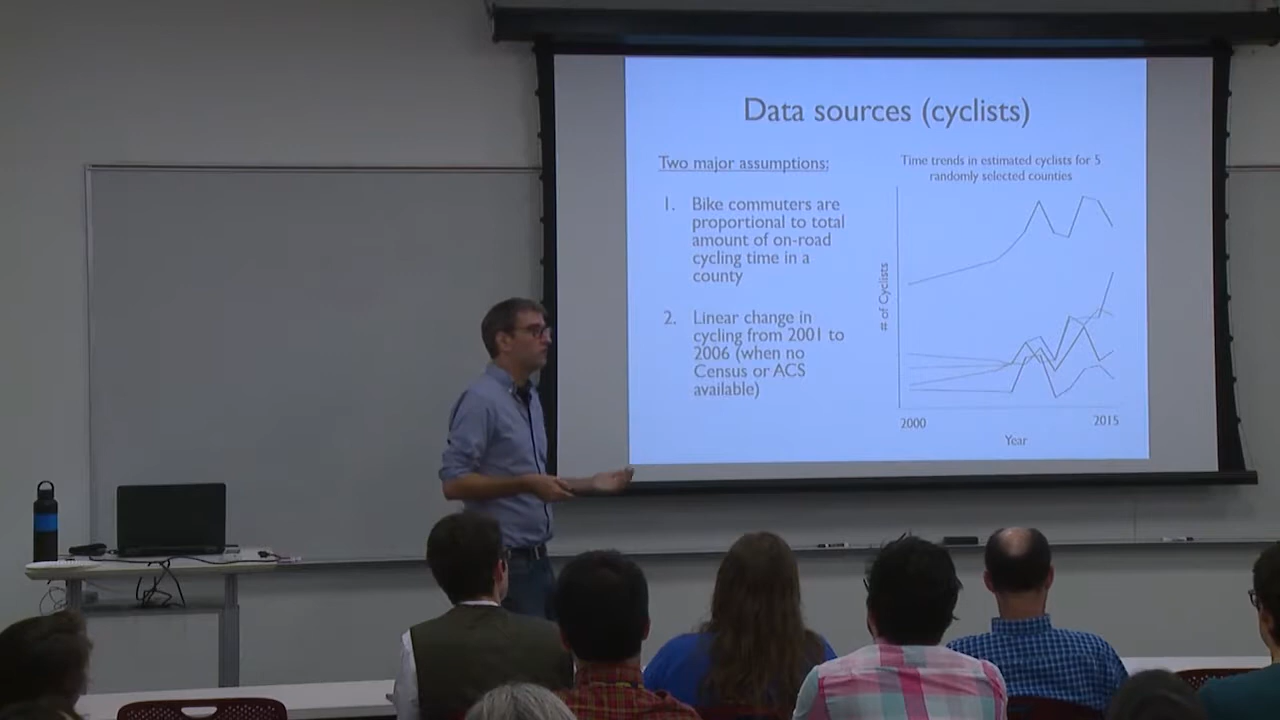 Data sources (cyclists)
Two major assumptions:
1. Bike commuters are
proportional to total
amount of on-road
cycling time in a
county
2. Linear change in
cycling from 2001 to
2006 (when no
Census or ACS
available)
Time trends in estimated cyclists for 5
randomly selected counties
# of Cyclists
2000
2015
Year